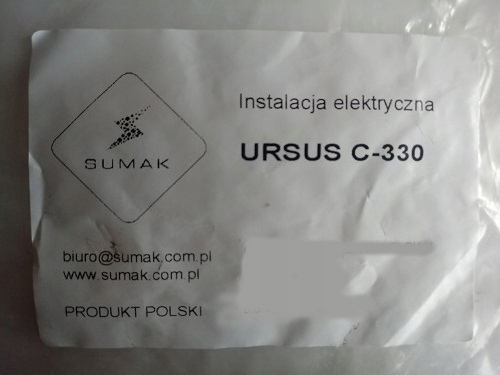 Instalacja elektryczna
SUMAK
URSUS C-330
biuro@sumak.com.pl
www.sumak.com.pl
PRODUKT POLSKI